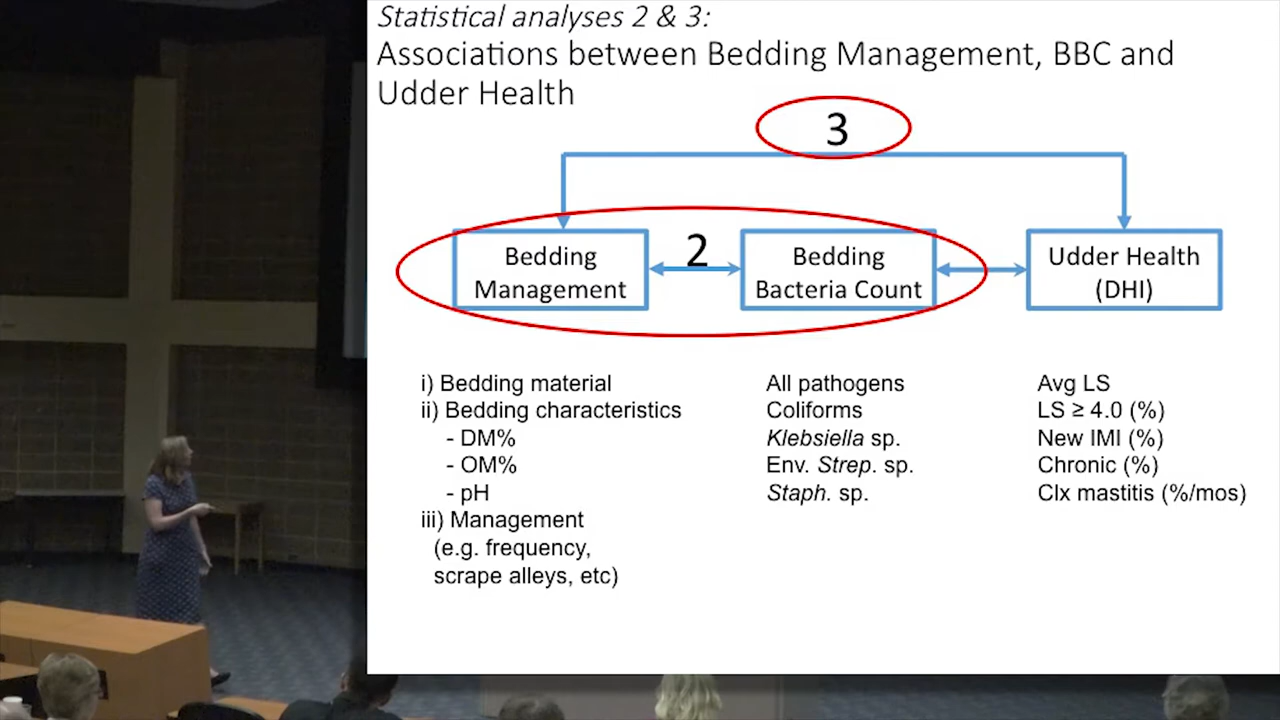 Statistical analyses 2 & 3:
Associations between Bedding Management, BBC and
Udder Health
3
Bedding
Management
2
Bedding
Bacteria Count
Udder Health
(DHI)
i) Bedding material
ii) Bedding characteristics
- DM%
- OM%
- pH
iii) Management
(e.g. frequency,
scrape alleys, etc)
All pathogens
Coliforms
Klebsiella sp.
Env. Strep. sp.
Staph. sp.
Avg LS
LS ≥ 4.0 (%)
New IMI (%)
Chronic (%)
Clx mastitis (%/mos)